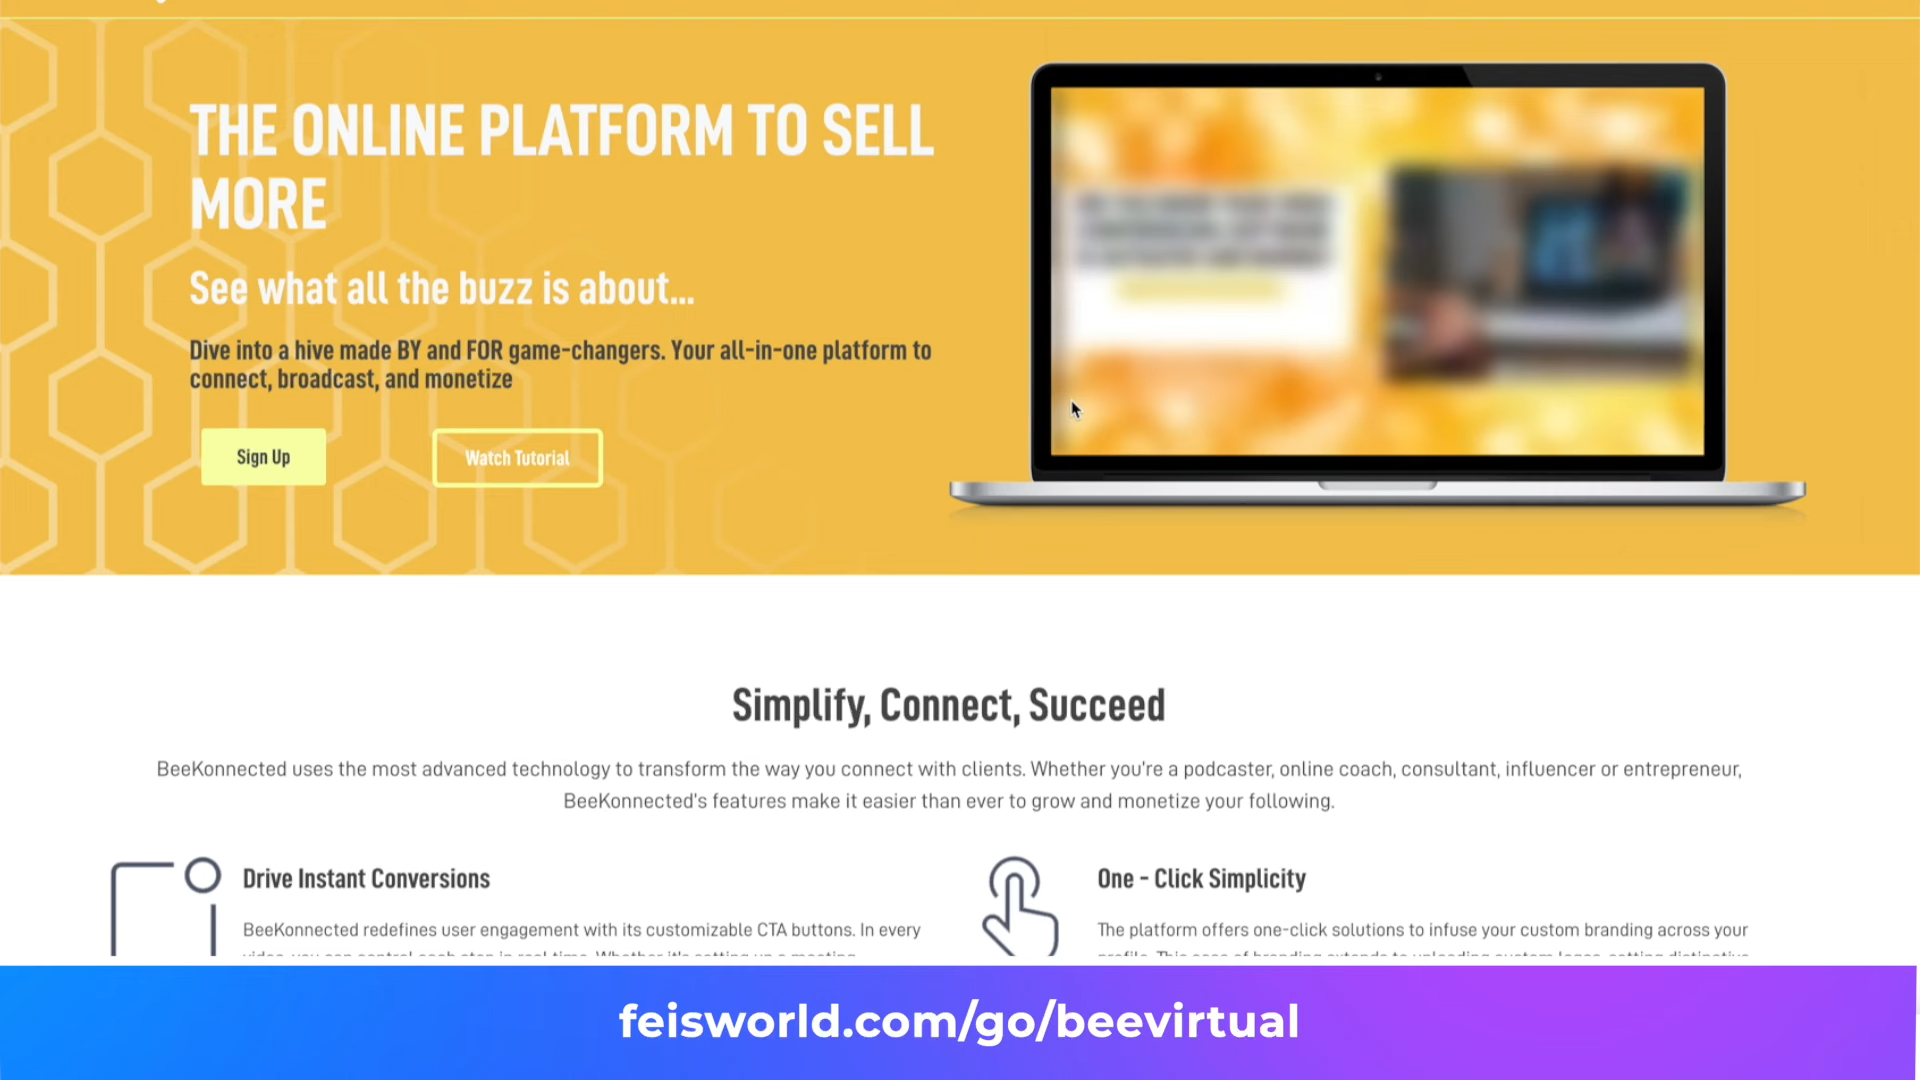 THE ONLINE PLATFORM TO SELL
MORE
See what all the buzz is about...
Dive into a hive made BY and FOR game-changers. Your all-in-one platform to
connect, broadcast, and monetize
Sign Up
Watch Tutorial
Simplify, Connect, Succeed
BeeKonnected uses the most advanced technology to transform the way you connect with clients. Whether you're a podcaster, online coach, consultant, influencer or entrepreneur,
BeeKonnected's features make it easier than ever to grow and monetize your following.
Drive Instant Conversions
BeeKonnected redefines user engagement with its customizable CTA buttons. In every
One - Click Simplicity
The platform offers one-click solutions to infuse your custom branding across your
feisworld.com/go/beevirtual